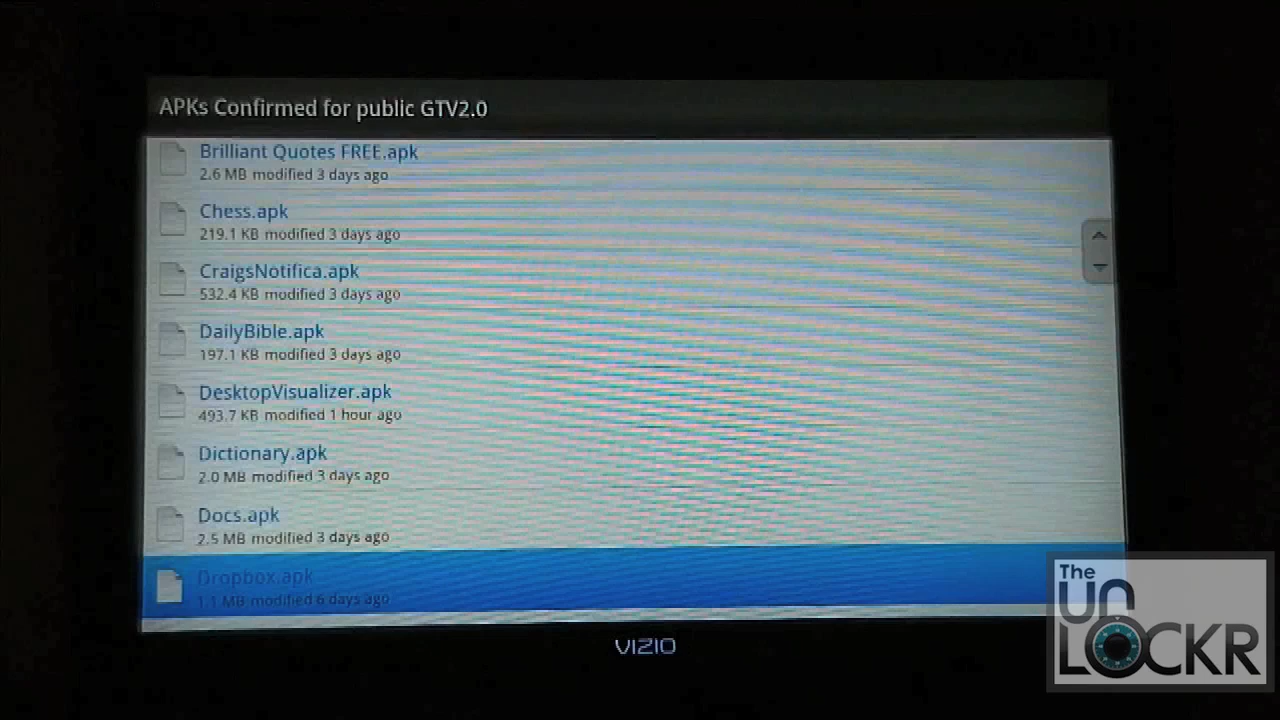 APKs Confirmed for public GTV2.0
Brilliant Quotes FREE.apk
2.6 MB modified 3 days ago
Chess.apk
219.1 KB modified 3 days ago
CraigsNotifica.apk
532.4 KB modified 3 days ago
DailyBible.apk
197.1 KB modified 3 days ago
DesktopVisualizer.apk
493.7 KB modified 1 hour ago
Dictionary.apk
2.0 MB modified 3 days ago
Docs.apk
2.5 MB modified 3 days ago
Dropbox.apk
1.1 MB modified 6 days ago
VIZIO
The
UN
LOCKR